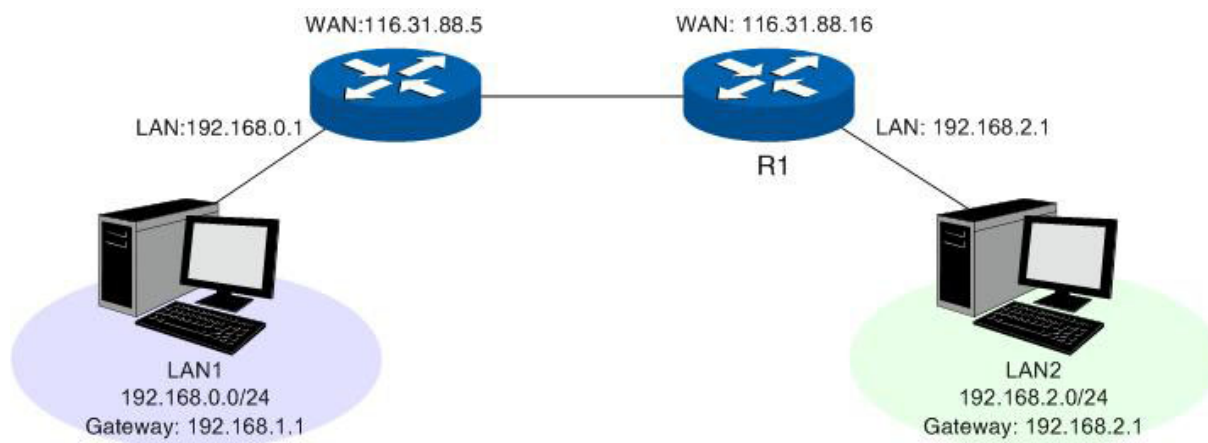 WAN:116.31.88.5
WAN: 116.31.88.16
LAN:192.168.0.1
LAN: 192.168.2.1
R1
LAN1
192.168.0.0/24
Gateway: 192.168.1.1
LAN2
192.168.2.0/24
Gateway: 192.168.2.1